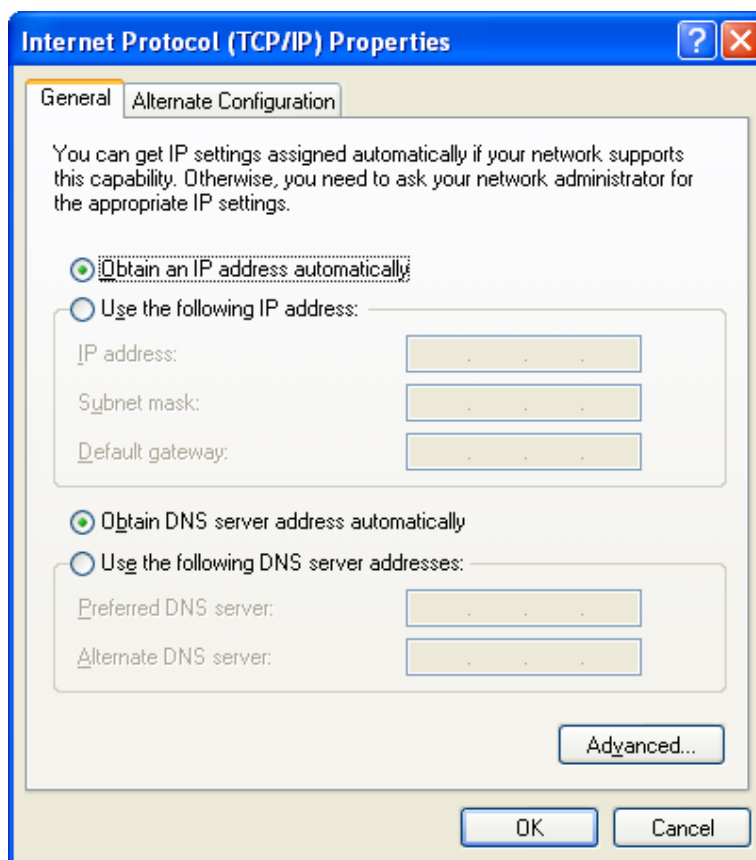 Internet Protocol (TCP/IP) Properties
General
Alternate Configuration
You can get IP settings assigned automatically if your network supports
this capability. Otherwise, you need to ask your network administrator for
the appropriate IP settings.
Obtain an IP address automatically
Use the following IP address:
IP address:
Subnet mask:
Default gateway:
Obtain DNS server address automatically
Use the following DNS server addresses:
Preferred DNS server:
Alternate DNS server:
Advanced...
OK
Cancel